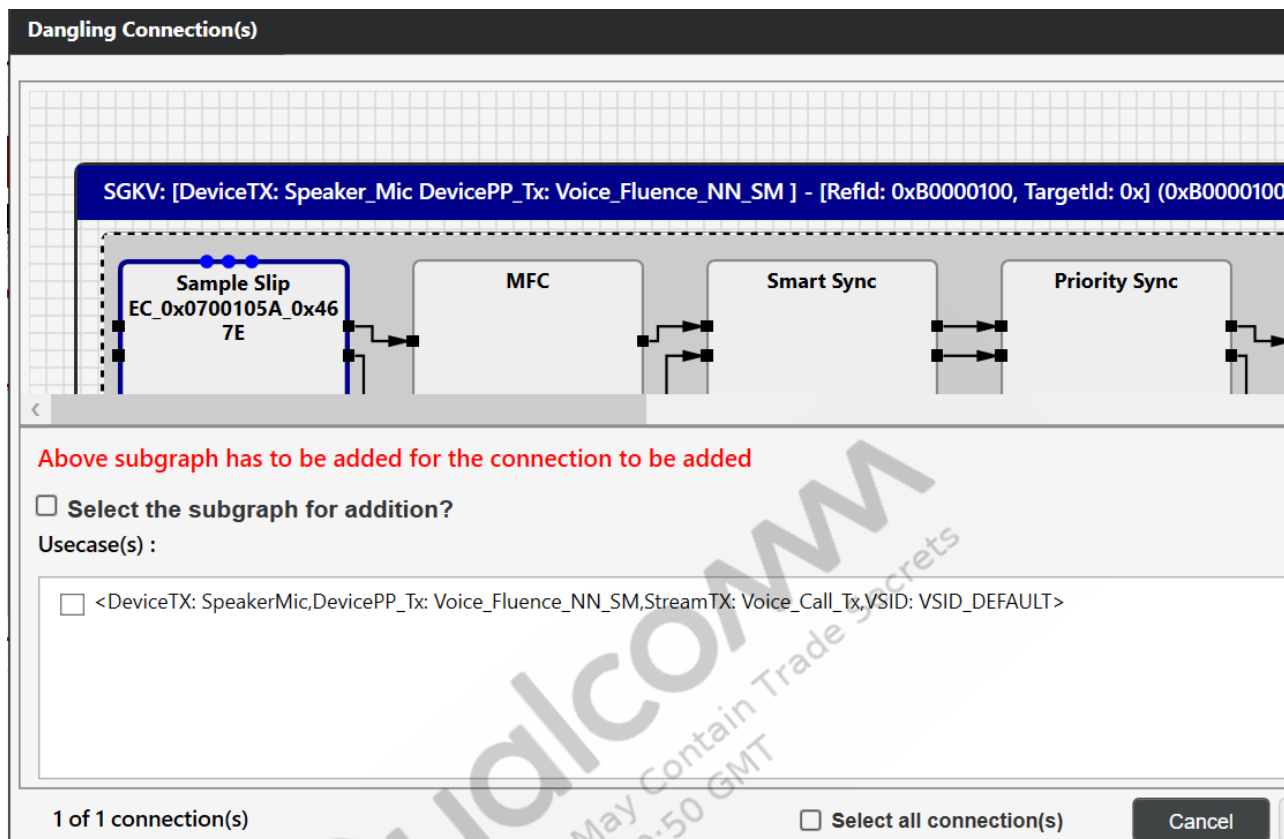 Dangling Connection(s)
SGKV: [DeviceTX: Speaker_Mic DevicePP_Tx: Voice_Fluence_NN_SM ] - [RefId: 0xB0000100, TargetId: 0x] (0xB0000100
Sample Slip
EC_0x0700105A_0x46
7E
MFC
Smart Sync
Priority Sync
Above subgraph has to be added for the connection to be added
Select the subgraph for addition?
Usecase(s) :
<DeviceTX: SpeakerMic,DevicePP_Tx: Voice_Fluence_NN_SM,StreamTX: Voice_Call_Tx,VSID: VSID_DEFAULT>
Qualcomm
May Contain Trade Secrets
:50 GMT
1 of 1 connection(s)
Select all connection(s)
Cancel